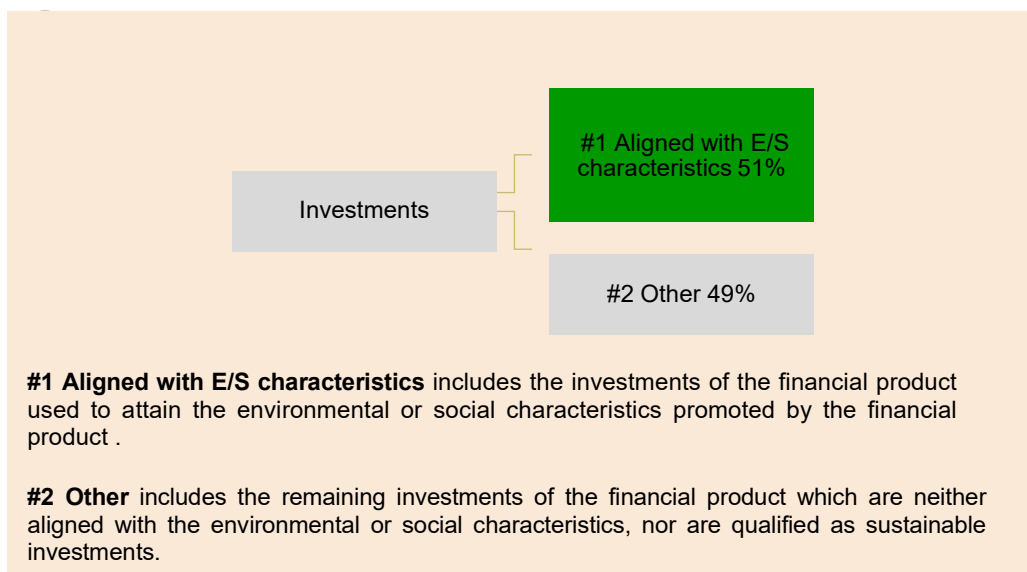 #1 Aligned with E/S
characteristics 51%
Investments
#2 Other 49%
#1 Aligned with E/S characteristics includes the investments of the financial product
used to attain the environmental or social characteristics promoted by the financial
product .
#2 Other includes the remaining investments of the financial product which are neither
aligned with the environmental or social characteristics, nor are qualified as sustainable
investments.